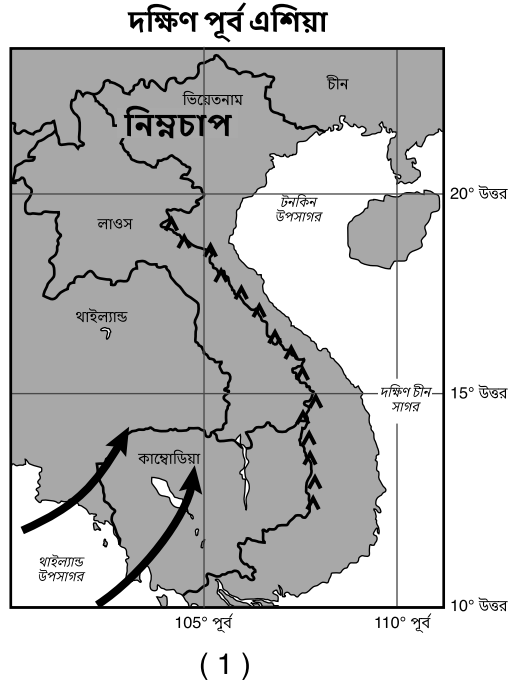 দক্ষিণ পূর্ব এশিয়া
চীন
ভিয়েতনাম
নিম্নচাপ
20° উত্তর
টনকিন
উপসাগর
লাওস
থাইল্যান্ড
দক্ষিণ চীন
সাগর
15° উত্তর
কাম্বোডিয়া
থাইল্যান্ড
উপসাগর
10° উত্তর
105° পূর্ব
110° পূর্ব
( 1 )